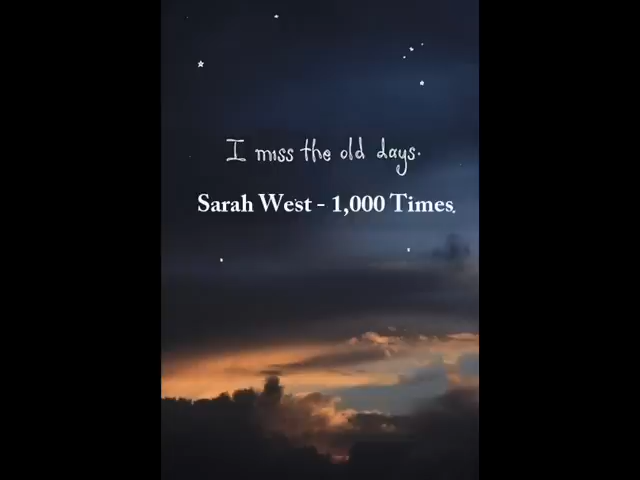 I miss the old days.
Sarah West - 1,000 Times